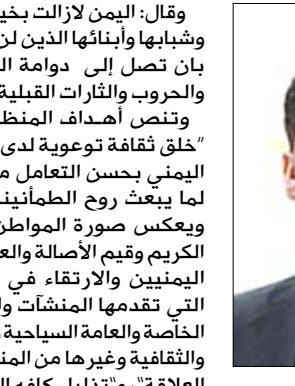 وقال: اليمن لازالت بخي
وشبابها وأبنائها الذين لن
بان تصل إلى دوامة ال
والحروب والثارات القبلية
وتنص أهداف المنظ
"خلق ثقافة توعوية لدى
اليمني بحسن التعامل م
لما يبعث روح الطمأنين
ويعكس صورة المواطن
الكريم وقيم الأصالة والع
اليمنيين والارتقاء في
التي تقدمها المنشآت وا
الخاصة والعامة السياحية
والثقافية وغيرها من المن